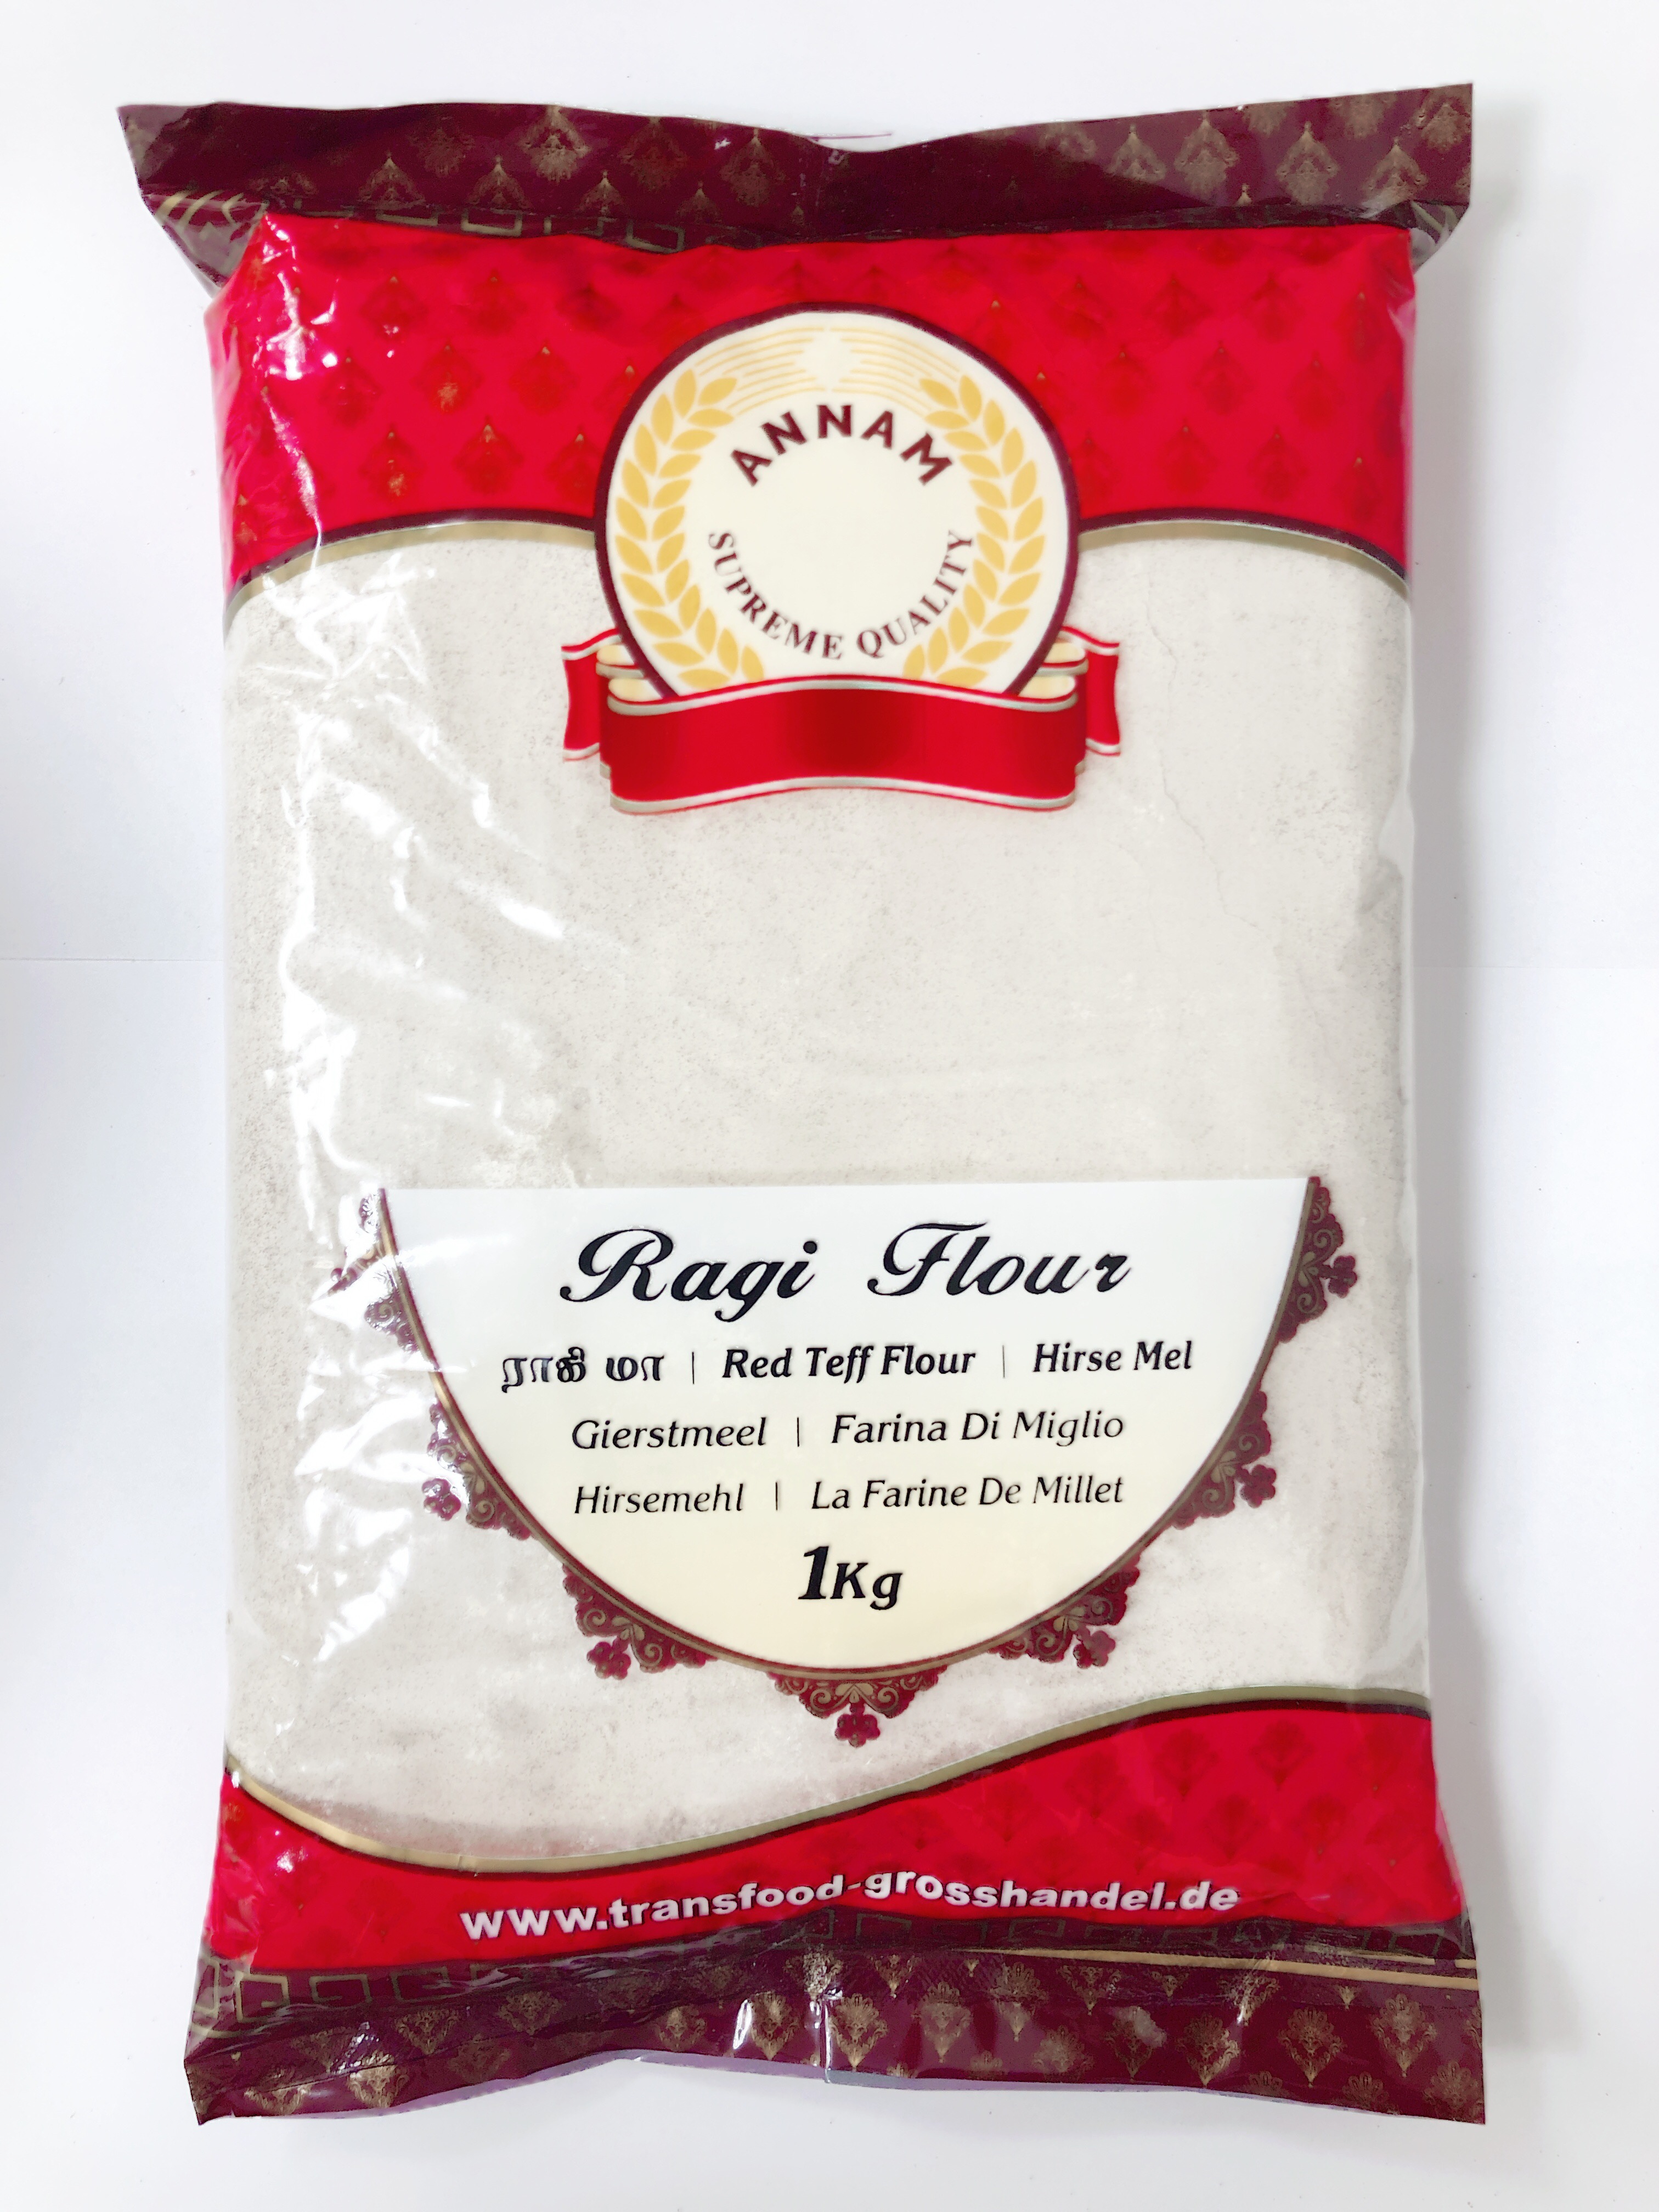 ANNAM
SUPREME QUALITY
Ragi Flour
ராகி மா | Red Teff Flour | Hirse Mel
Gierstmeel | Farina Di Miglio
Hirsemehl | La Farine De Millet
1Kg
www.transfood-grosshandel.de